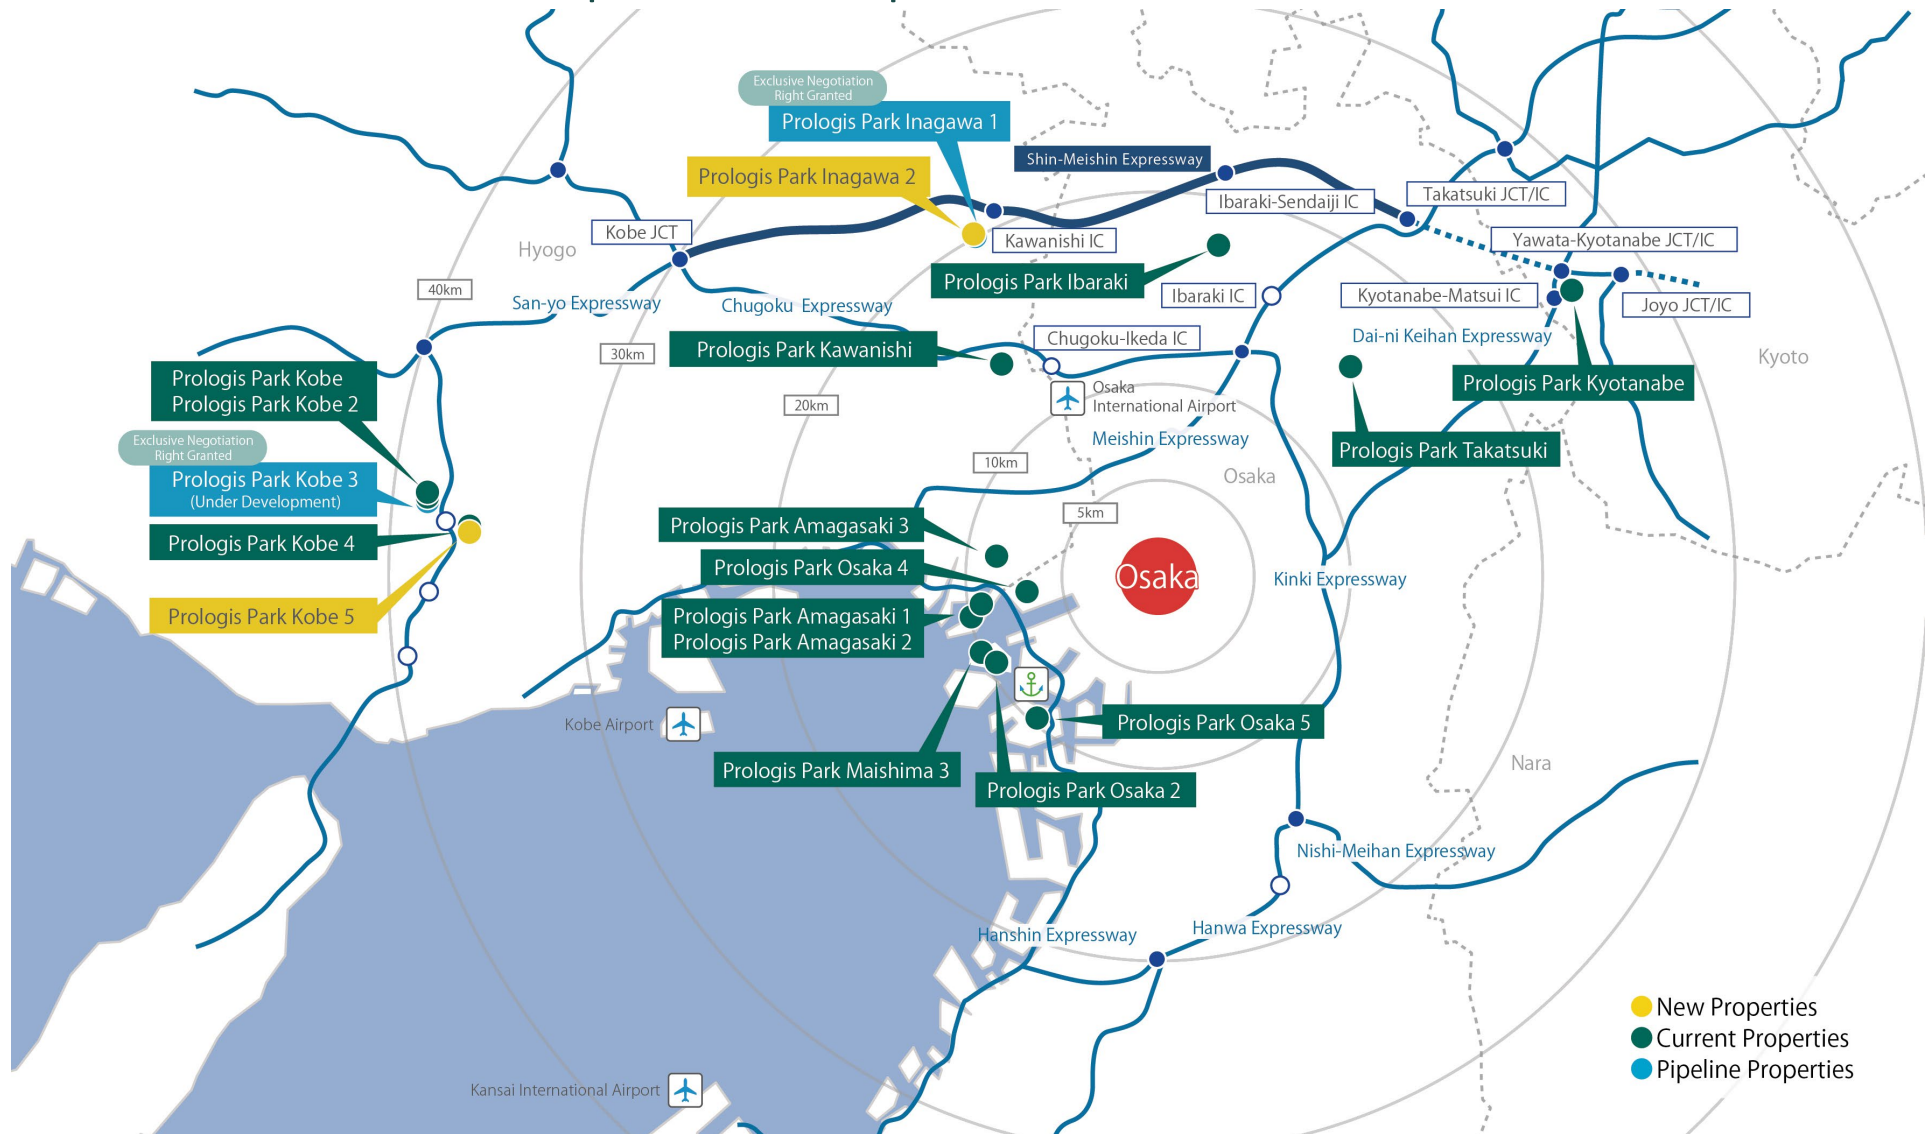 Exclusive Negotiation
Right Granted
Prologis Park Inagawa 1
Shin-Meishin Expressway
Prologis Park Inagawa 2
Ibaraki-Sendaiji IC
Takatsuki JCT/IC
Kobe JCT
Hyogo
Kawanishi IC
Yawata-Kyotanabe JCT/IC
Prologis Park Ibaraki
40km
San-yo Expressway
Chugoku Expressway
Ibaraki IC
Kyotanabe-Matsui IC
Joyo JCT/IC
Dai-ni Keihan Expressway
Chugoku-Ikeda IC
30km
Prologis Park Kawanishi
Kyoto
Prologis Park Kobe
Prologis Park Kobe 2
Osaka
International Airport
Prologis Park Kyotanabe
20km
Exclusive Negotiation
Right Granted
Meishin Expressway
Prologis Park Takatsuki
10km
Osaka
Prologis Park Kobe 3
(Under Development)
5km
Prologis Park Amagasaki 3
Prologis Park Kobe 4
Prologis Park Osaka 4
Osaka
Kinki Expressway
Prologis Park Kobe 5
Prologis Park Amagasaki 1
Prologis Park Amagasaki 2
Kobe Airport
Prologis Park Osaka 5
Prologis Park Maishima 3
Prologis Park Osaka 2
Nara
Nishi-Meihan Expressway
Hanshin Expressway
Hanwa Expressway
Kansai International Airport
New Properties
Current Properties
Pipeline Properties